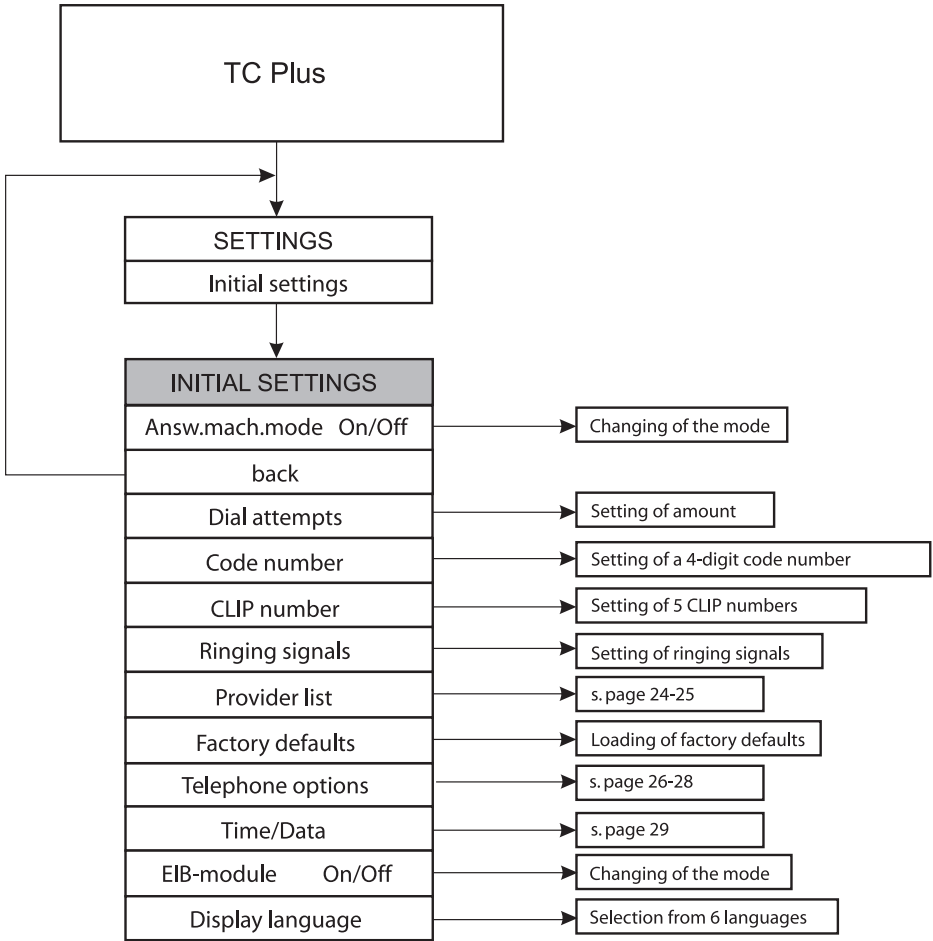 TC Plus
SETTINGS
Initial settings
INITIAL SETTINGS
Answ.mach.mode On/Off
Changing of the mode
back
Dial attempts
Setting of amount
Code number
Setting of a 4-digit code number
CLIP number
Setting of 5 CLIP numbers
Ringing signals
Setting of ringing signals
Provider list
s. page 24-25
Factory defaults
Loading of factory defaults
Telephone options
s. page 26-28
Time/Data
s. page 29
EIB-module On/Off
Changing of the mode
Display language
Selection from 6 languages